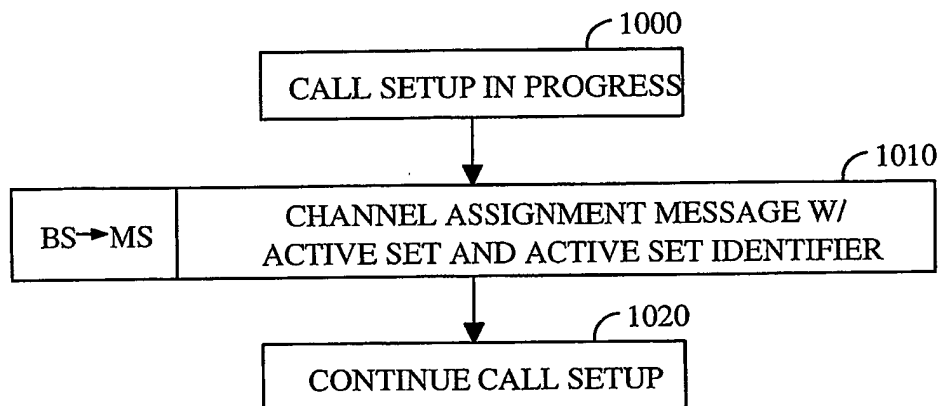 1000
CALL SETUP IN PROGRESS
1010
BS→MS
CHANNEL ASSIGNMENT MESSAGE W/
ACTIVE SET AND ACTIVE SET IDENTIFIER
1020
CONTINUE CALL SETUP